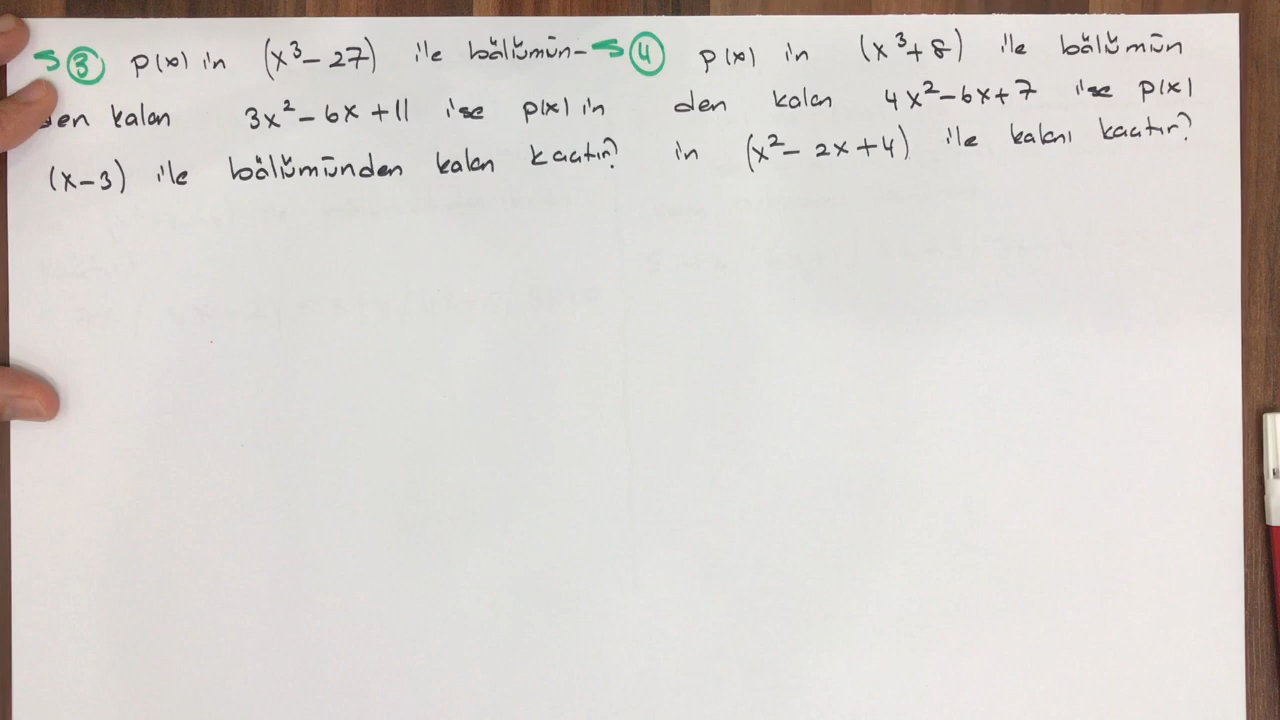 S3 P(x) in (x³-27) ile bölümün-
den kalan 3x²-6x+11 ise p(x) in
(x-3) ile bölümünden kalan kaçtır?
S4 P(x) in (x³+8) ile bölümün
den kalan 4x²-6x+7 ise p(x)
in (x²-2x+4) ile kalanı kaçtır?